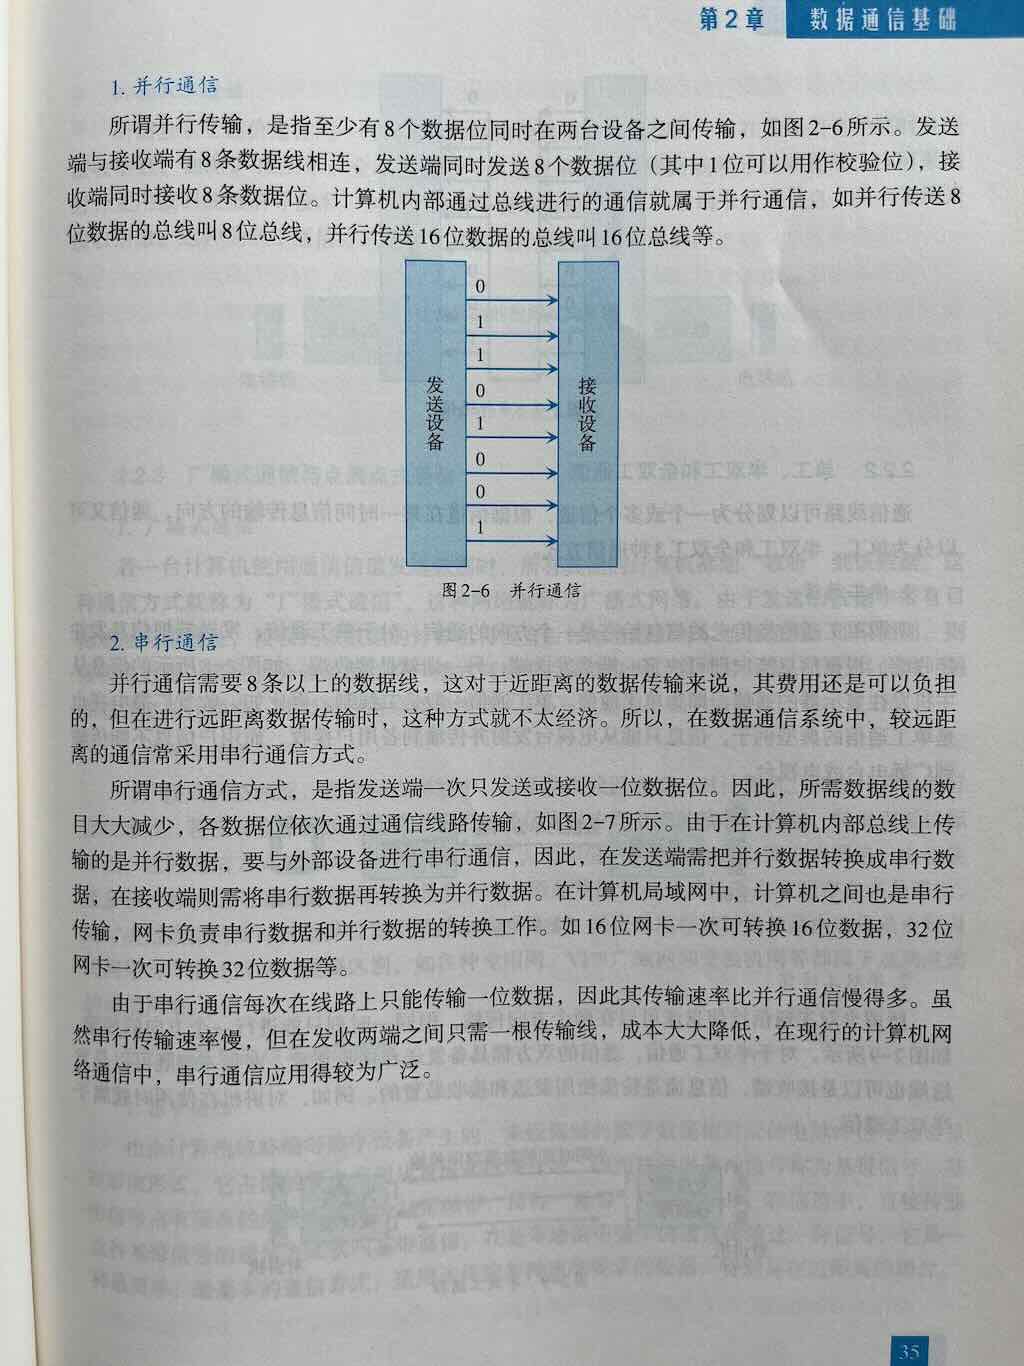 第2章 数据通信基础
1. 并行通信
所谓并行传输，是指至少有8个数据位同时在两台设备之间传输，如图2-6所示。发送
端与接收端有8条数据线相连，发送端同时发送8个数据位（其中1位可以用作校验位），接
收端同时接收8条数据位。计算机内部通过总线进行的通信就属于并行通信，如并行传送8
位数据的总线叫8位总线，并行传送16位数据的总线叫16位总线等。
发送设备
0
1
1
0
1
0
0
1
接收设备
图2-6 并行通信
2. 串行通信
并行通信需要8条以上的数据线，这对于近距离的数据传输来说，其费用还是可以负担
的，但在进行远距离数据传输时，这种方式就不太经济。所以，在数据通信系统中，较远距
离的通信常采用串行通信方式。
所谓串行通信方式，是指发送端一次只发送或接收一位数据位。因此，所需数据线的数
目大大减少，各数据位依次通过通信线路传输，如图2-7所示。由于在计算机内部总线上传
输的是并行数据，要与外部设备进行串行通信，因此，在发送端需把并行数据转换成串行数
据，在接收端则需将串行数据再转换为并行数据。在计算机局域网中，计算机之间也是串行
传输，网卡负责串行数据和并行数据的转换工作。如16位网卡一次可转换16位数据，32位
网卡一次可转换32位数据等。
由于串行通信每次在线路上只能传输一位数据，因此其传输速率比并行通信慢得多。虽
然串行传输速率慢，但在发收两端之间只需一根传输线，成本大大降低，在现行的计算机网
络通信中，串行通信应用得较为广泛。
35